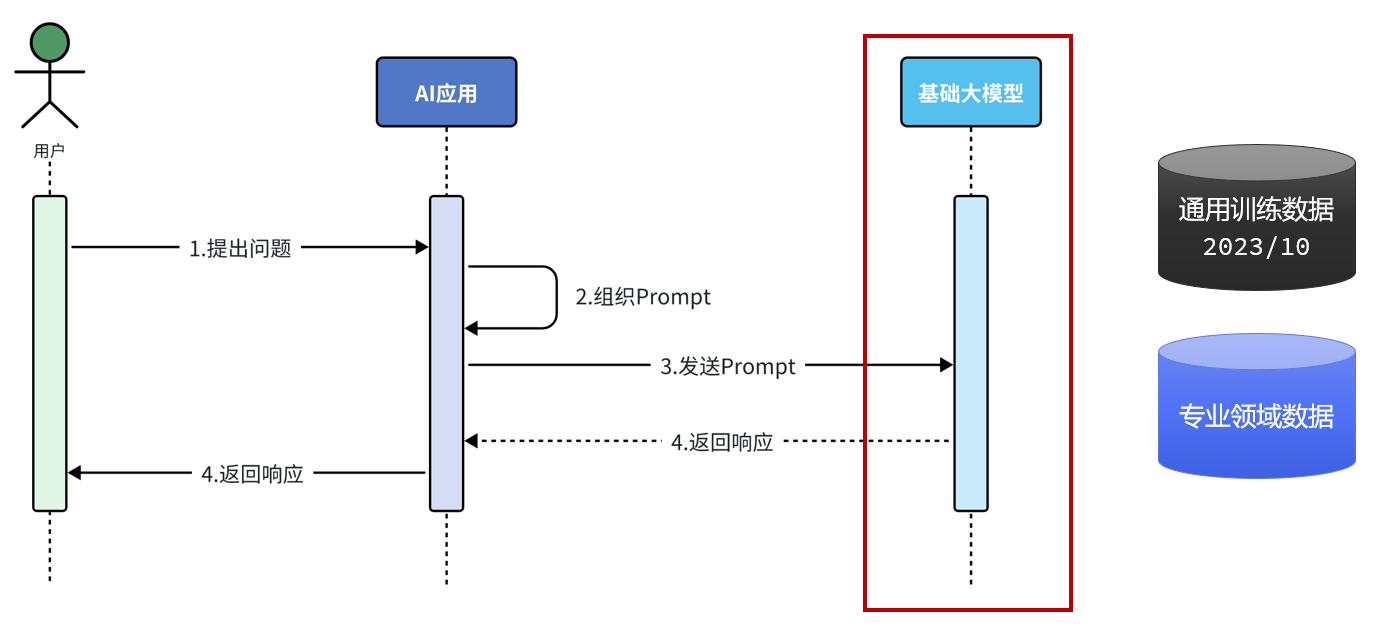 用户
AI应用
基础大模型
1.提出问题
2.组织Prompt
3.发送Prompt
4.返回响应
4.返回响应
通用训练数据
2023/10
专业领域数据